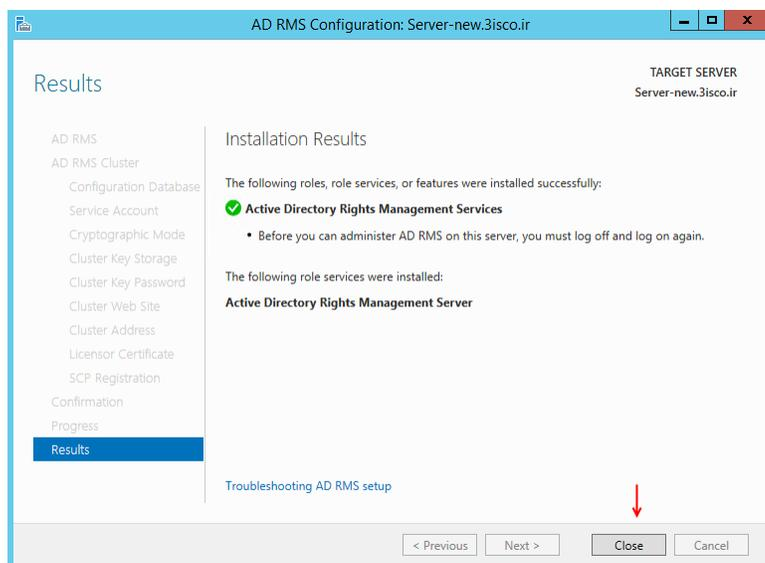 AD RMS Configuration: Server-new.3isco.ir
Results
TARGET SERVER
Server-new.3isco.ir
AD RMS
AD RMS Cluster
Configuration Database
Service Account
Cryptographic Mode
Cluster Key Storage
Cluster Key Password
Cluster Web Site
Cluster Address
Licensor Certificate
SCP Registration
Confirmation
Progress
Results
Installation Results
The following roles, role services, or features were installed successfully:
Active Directory Rights Management Services
• Before you can administer AD RMS on this server, you must log off and log on again.
The following role services were installed:
Active Directory Rights Management Server
Troubleshooting AD RMS setup
< Previous
Next >
Close
Cancel